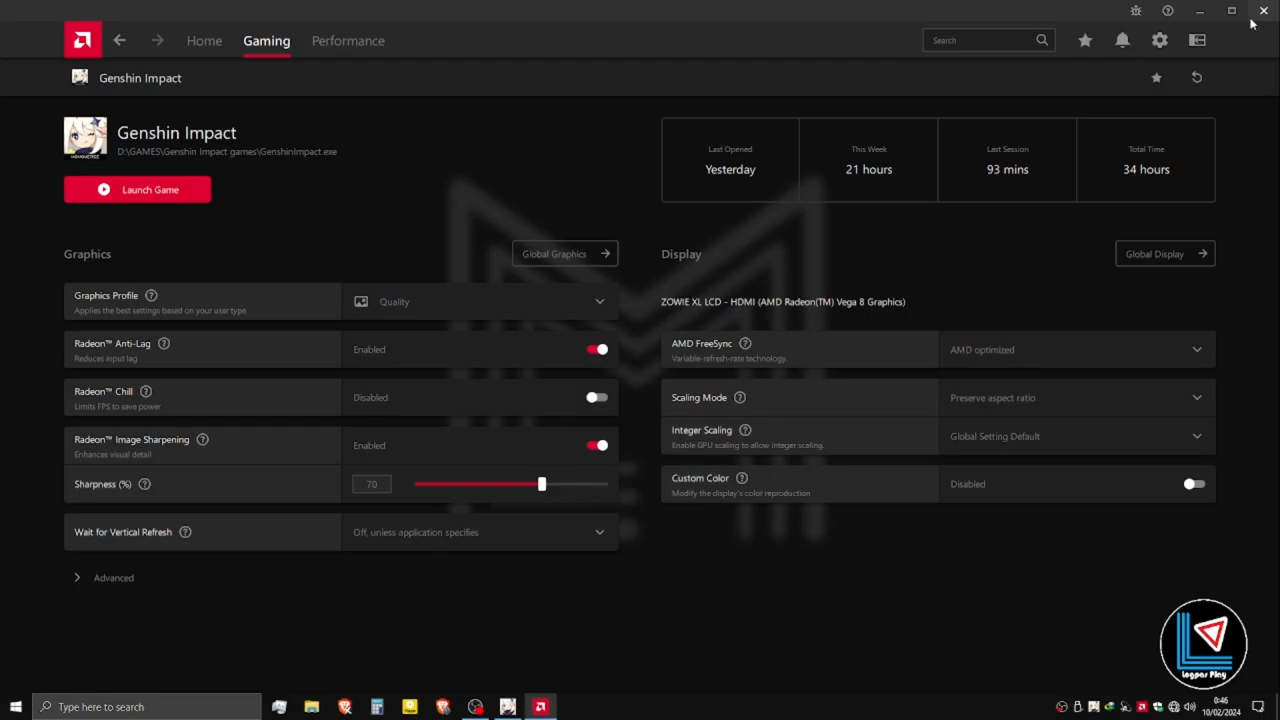 Home Gaming Performance Search
Genshin Impact
Genshin Impact
D:\GAMES\Genshin Impact games\GenshinImpact.exe
Launch Game
Last Opened
Yesterday
This Week
21 hours
Last Session
93 mins
Total Time
34 hours
Graphics
Global Graphics
Graphics Profile
Applies the best settings based on your user type.
Quality
Radeon™ Anti-Lag
Reduces input lag
Enabled
Radeon™ Chill
Limits FPS to save power
Disabled
Radeon™ Image Sharpening
Enhances visual detail
Enabled
Sharpness (%)
70
Wait for Vertical Refresh
Off, unless application specifies
Advanced
Display
Global Display
ZOWIE XL LCD - HDMI (AMD Radeon(TM) Vega 8 Graphics)
AMD FreeSync
Variable-refresh-rate technology.
AMD optimized
Scaling Mode
Preserve aspect ratio
Integer Scaling
Enable GPU scaling to allow integer scaling.
Global Setting Default
Custom Color
Modify the display's color reproduction
Disabled
Logpas Play
Type here to search
0:46
10/02/2024